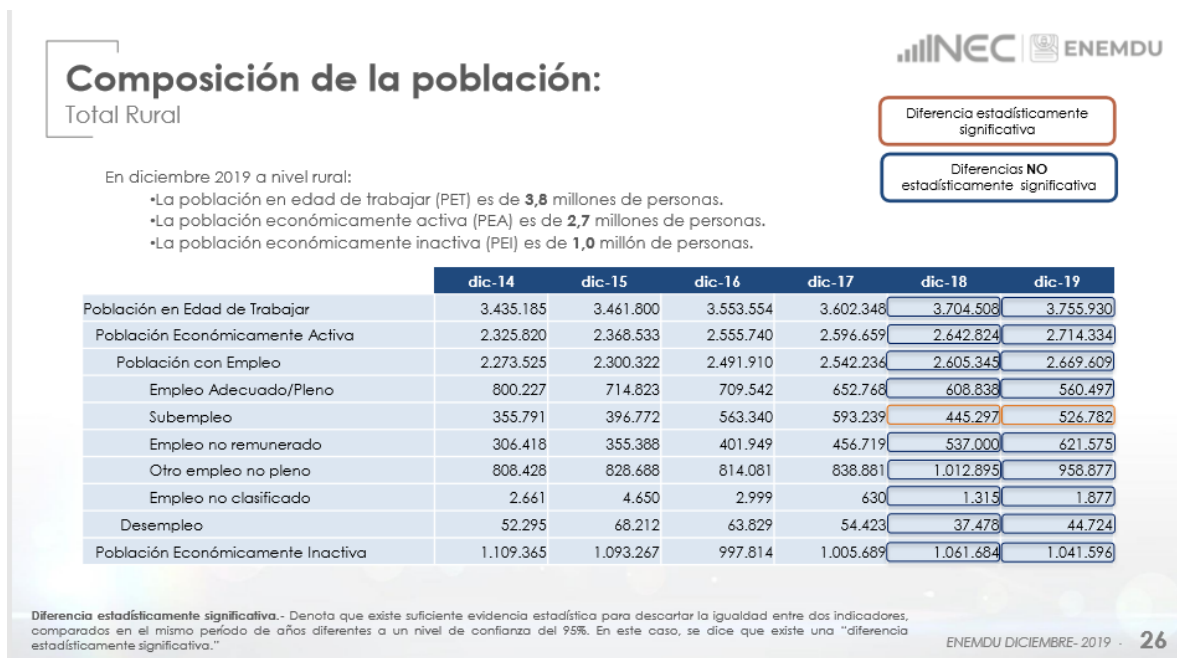 INEC ENEMDU
Composición de la población:
Total Rural
Diferencia estadísticamente
significativa
Diferencias NO
estadísticamente significativa
En diciembre 2019 a nivel rural:
•La población en edad de trabajar (PET) es de 3,8 millones de personas.
•La población económicamente activa (PEA) es de 2,7 millones de personas.
•La población económicamente inactiva (PEI) es de 1,0 millón de personas.
dic-14 dic-15 dic-16 dic-17 dic-18 dic-19
Población en Edad de Trabajar 3.435.185 3.461.800 3.553.554 3.602.348 3.704.508 3.755.930
Población Económicamente Activa 2.325.820 2.368.533 2.555.740 2.596.659 2.642.824 2.714.334
Población con Empleo 2.273.525 2.300.322 2.491.910 2.542.236 2.605.345 2.669.609
Empleo Adecuado/Pleno 800.227 714.823 709.542 652.768 608.838 560.497
Subempleo 355.791 396.772 563.340 593.239 445.297 526.782
Empleo no remunerado 306.418 355.388 401.949 456.719 537.000 621.575
Otro empleo no pleno 808.428 828.688 814.081 838.881 1.012.895 958.877
Empleo no clasificado 2.661 4.650 2.999 630 1.315 1.877
Desempleo 52.295 68.212 63.829 54.423 37.478 44.724
Población Económicamente Inactiva 1.109.365 1.093.267 997.814 1.005.689 1.061.684 1.041.596
Diferencia estadísticamente significativa.- Denota que existe suficiente evidencia estadística para descartar la igualdad entre dos indicadores,
comparados en el mismo período de años diferentes a un nivel de confianza del 95%. En este caso, se dice que existe una “diferencia
estadísticamente significativa.”
ENEMDU DICIEMBRE- 2019 - 26